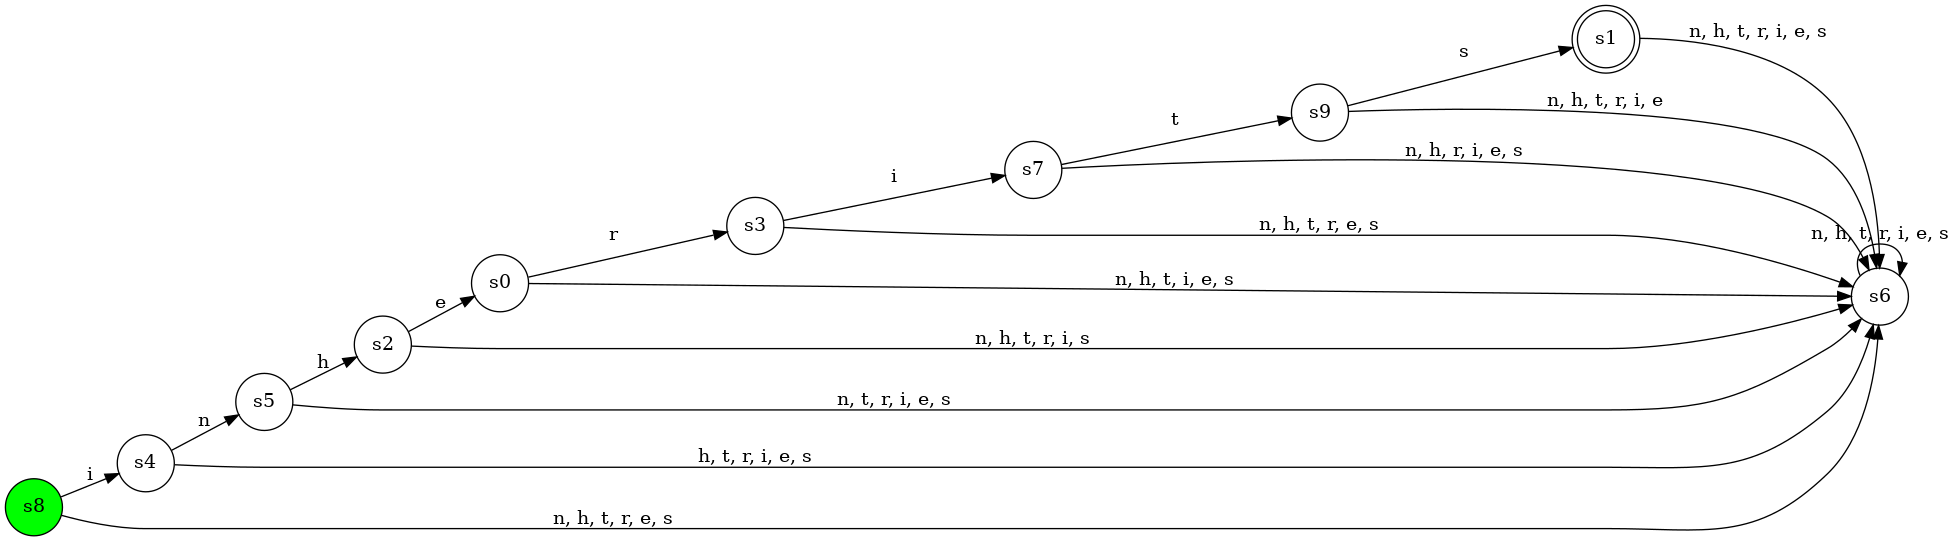 s1
n, h, t, r, i, e, s
s
s9
n, h, t, r, i, e
t
s7
n, h, r, i, e, s
i
s3
n, h, t, r, e, s
n, h, t, r, i, e, s
r
s0
n, h, t, i, e, s
s6
e
s2
n, h, t, r, i, s
h
s5
n, t, r, i, e, s
n
s4
h, t, r, i, e, s
i
s8
n, h, t, r, e, s